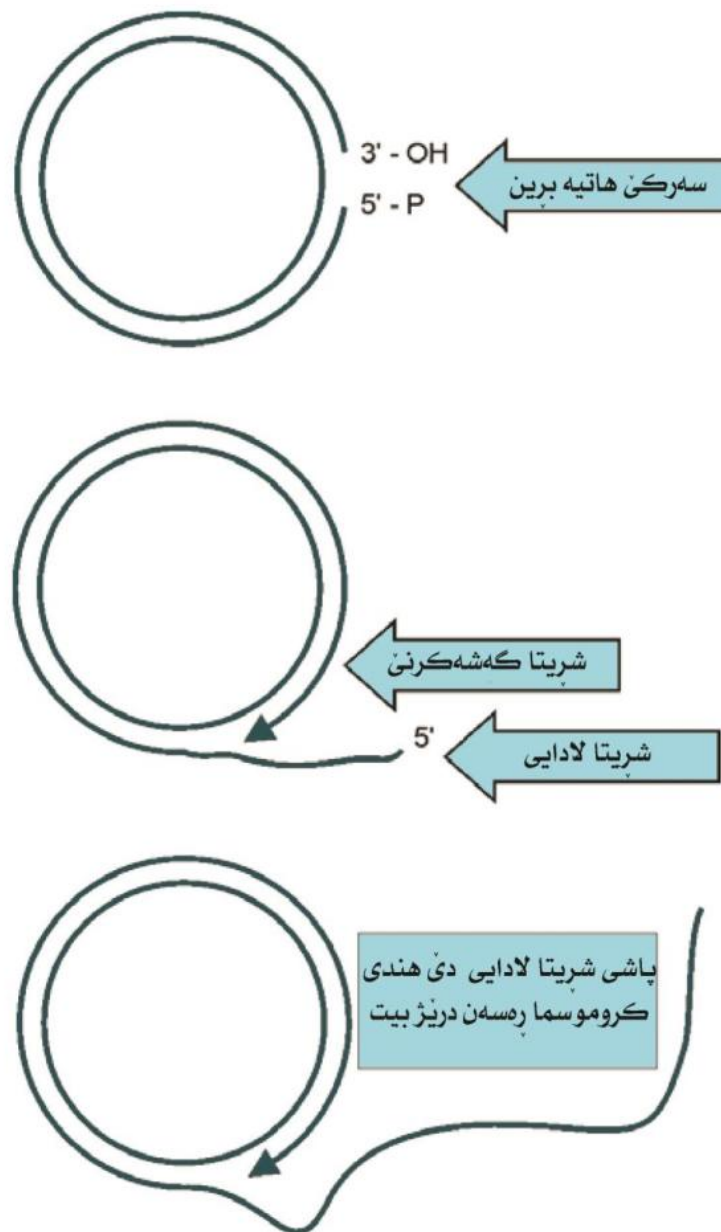 3' - OH
5' - P
سەرکێ هاتیە بڕین
شڕیتا گەشەکرنێ
5'
شڕیتا لادایی
پاشی شڕیتا لادایی دێ هندی
کروموسما ڕەسەن درێژ بیت